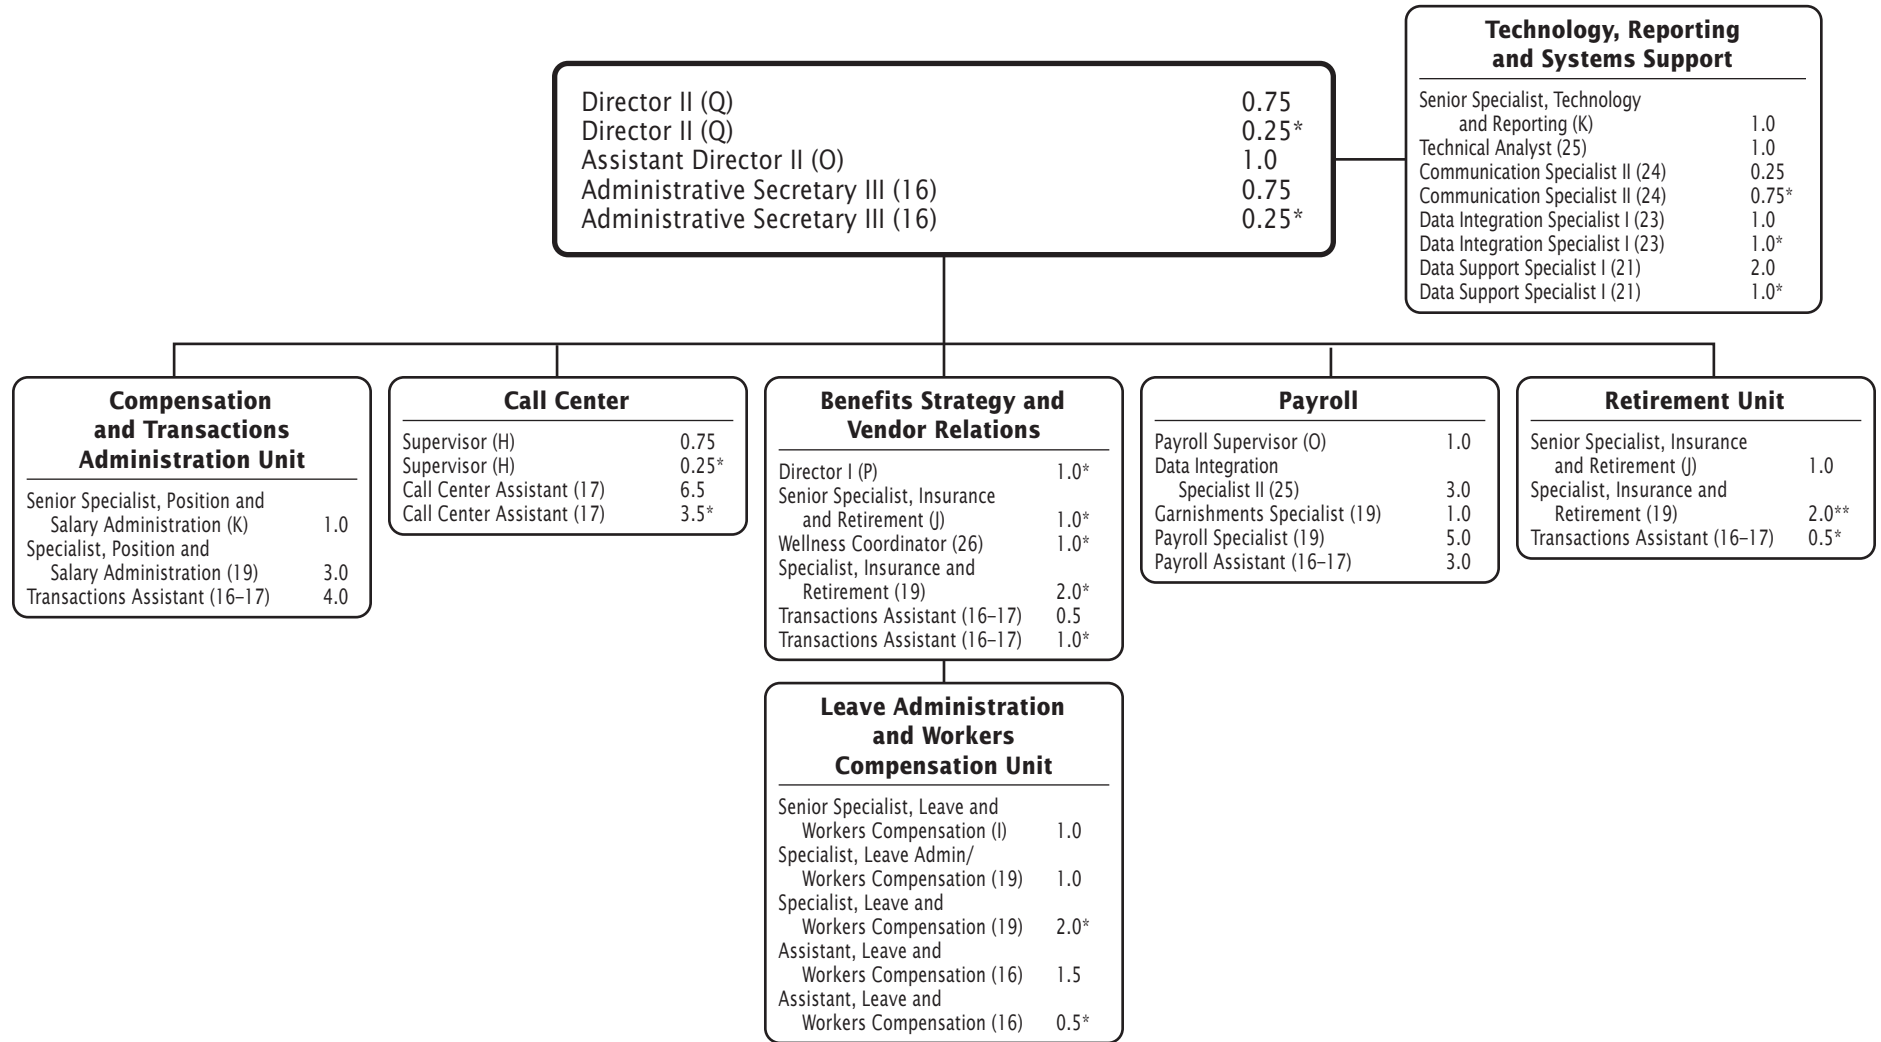 Technology, Reporting
and Systems Support
Senior Specialist, Technology
and Reporting (K) 1.0
Technical Analyst (25) 1.0
Communication Specialist II (24) 0.25
Communication Specialist II (24) 0.75*
Data Integration Specialist I (23) 1.0
Data Integration Specialist I (23) 1.0*
Data Support Specialist I (21) 2.0
Data Support Specialist I (21) 1.0*
Director II (Q) 0.75
Director II (Q) 0.25*
Assistant Director II (O) 1.0
Administrative Secretary III (16) 0.75
Administrative Secretary III (16) 0.25*
Compensation
and Transactions
Administration Unit
Senior Specialist, Position and
Salary Administration (K) 1.0
Specialist, Position and
Salary Administration (19) 3.0
Transactions Assistant (16–17) 4.0
Call Center
Supervisor (H) 0.75
Supervisor (H) 0.25*
Call Center Assistant (17) 6.5
Call Center Assistant (17) 3.5*
Benefits Strategy and
Vendor Relations
Director I (P) 1.0*
Senior Specialist, Insurance
and Retirement (J) 1.0*
Wellness Coordinator (26) 1.0*
Specialist, Insurance and
Retirement (19) 2.0*
Transactions Assistant (16–17) 0.5
Transactions Assistant (16–17) 1.0*
Payroll
Payroll Supervisor (O) 1.0
Data Integration
Specialist II (25) 3.0
Garnishments Specialist (19) 1.0
Payroll Specialist (19) 5.0
Payroll Assistant (16–17) 3.0
Retirement Unit
Senior Specialist, Insurance
and Retirement (J) 1.0
Specialist, Insurance and
Retirement (19) 2.0**
Transactions Assistant (16–17) 0.5*
Leave Administration
and Workers
Compensation Unit
Senior Specialist, Leave and
Workers Compensation (I) 1.0
Specialist, Leave Admin/
Workers Compensation (19) 1.0
Specialist, Leave and
Workers Compensation (19) 2.0*
Assistant, Leave and
Workers Compensation (16) 1.5
Assistant, Leave and
Workers Compensation (16) 0.5*